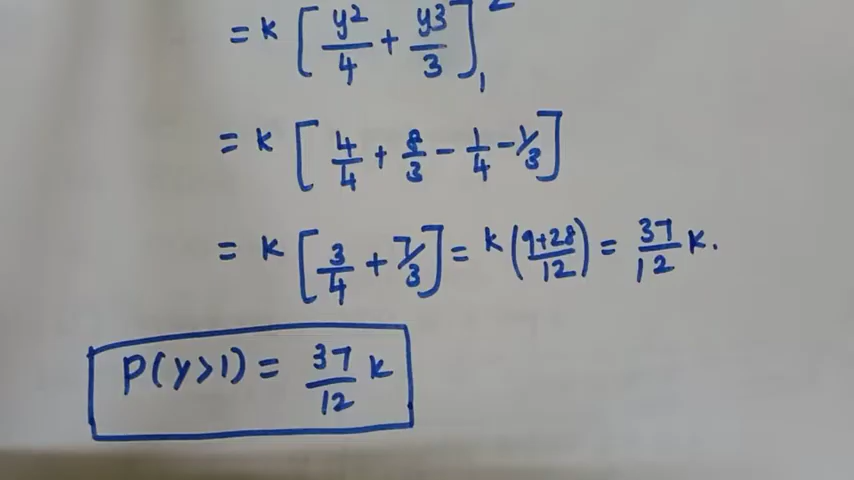 = k [ y2/4 + y3/3 ]₁²
= k [ 4/4 + 8/3 - 1/4 - 1/3 ]
= k [ 3/4 + 7/3 ] = k ( 9+28/12 ) = 37/12 k.
P(y>1) = 37/12 k